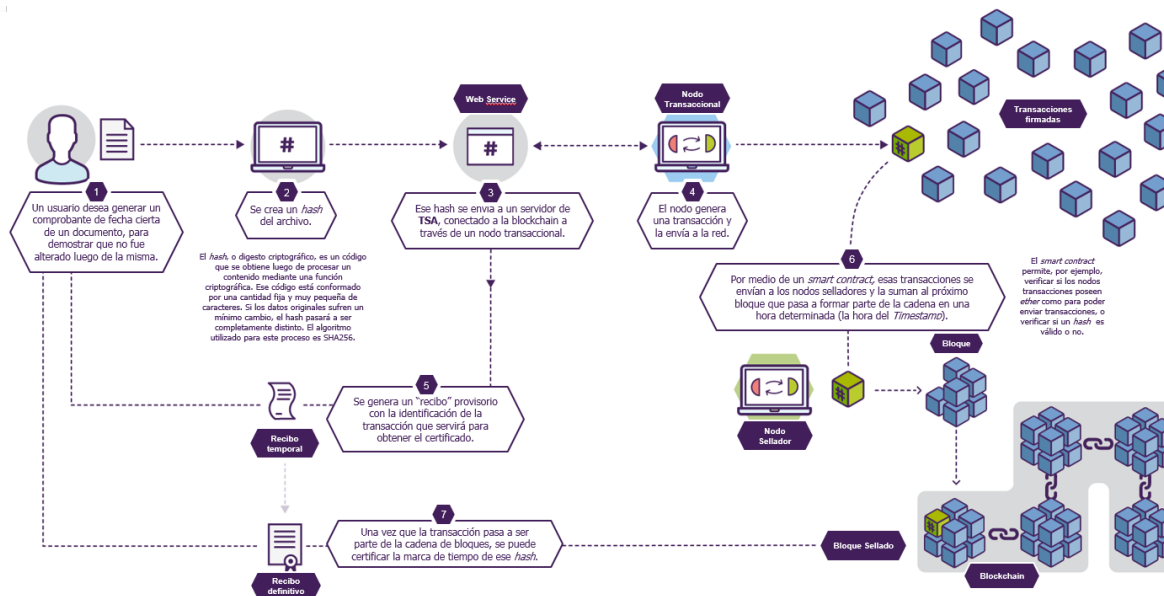 Web Service
Nodo
Transaccional
Transacciones
firmadas
1
Un usuario desea generar un
comprobante de fecha cierta
de un documento, para
demostrar que no fue
alterado luego de la misma.
#
2
Se crea un hash
del archivo.
El hash, o digesto criptográfico, es un código
que se obtiene luego de procesar un
contenido mediante una función
criptográfica. Ese código está conformado
por una cantidad fija y muy pequeña de
caracteres. Si los datos originales sufren un
mínimo cambio, el hash pasará a ser
completamente distinto. El algoritmo
utilizado para este proceso es SHA256.
#
3
Ese hash se envia a un servidor de
TSA, conectado a la blockchain a
través de un nodo transaccional.
4
El nodo genera
una transacción y
la envía a la red.
#
6
Por medio de un smart contract, esas transacciones se
envían a los nodos selladores y la suman al próximo
bloque que pasa a formar parte de la cadena en una
hora determinada (la hora del Timestamp).
El smart contract
permite, por ejemplo,
verificar si los nodos
transacciones poseen
ether como para poder
enviar transacciones, o
verificar si un hash es
válido o no.
Bloque
#
Nodo
Sellador
5
Se genera un "recibo" provisorio
con la identificación de la
transacción que servirá para
obtener el certificado.
Recibo
temporal
7
Una vez que la transacción pasa a ser
parte de la cadena de bloques, se puede
certificar la marca de tiempo de ese hash.
Recibo
definitivo
Bloque Sellado
#
Blockchain